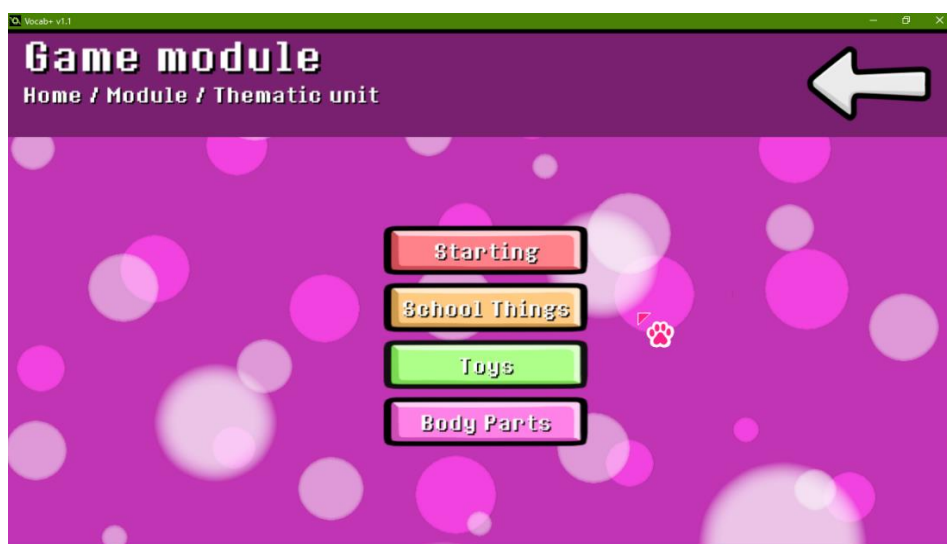 Vocab+ v1.1
Game module
Home / Module / Thematic unit
Starting
School Things
Toys
Body Parts